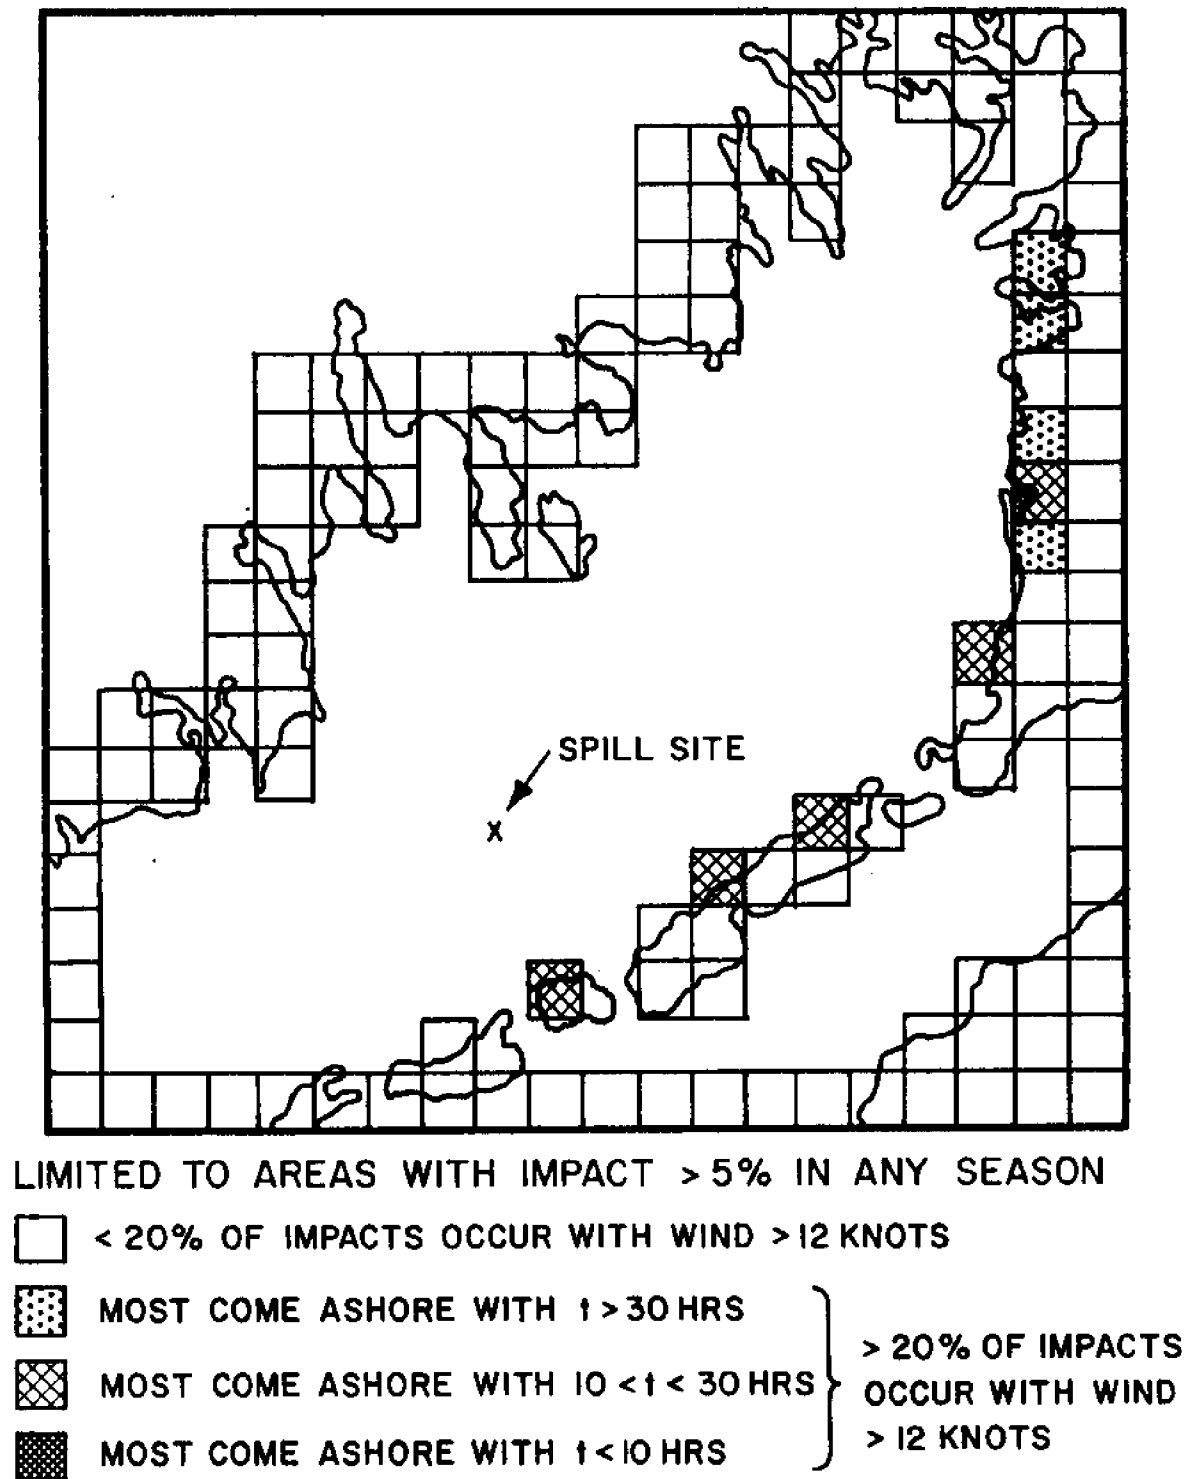 SPILL SITE
x
LIMITED TO AREAS WITH IMPACT > 5% IN ANY SEASON
< 20% OF IMPACTS OCCUR WITH WIND > 12 KNOTS
MOST COME ASHORE WITH t > 30 HRS
MOST COME ASHORE WITH 10 < t < 30 HRS
MOST COME ASHORE WITH t < 10 HRS
> 20% OF IMPACTS
OCCUR WITH WIND
> 12 KNOTS